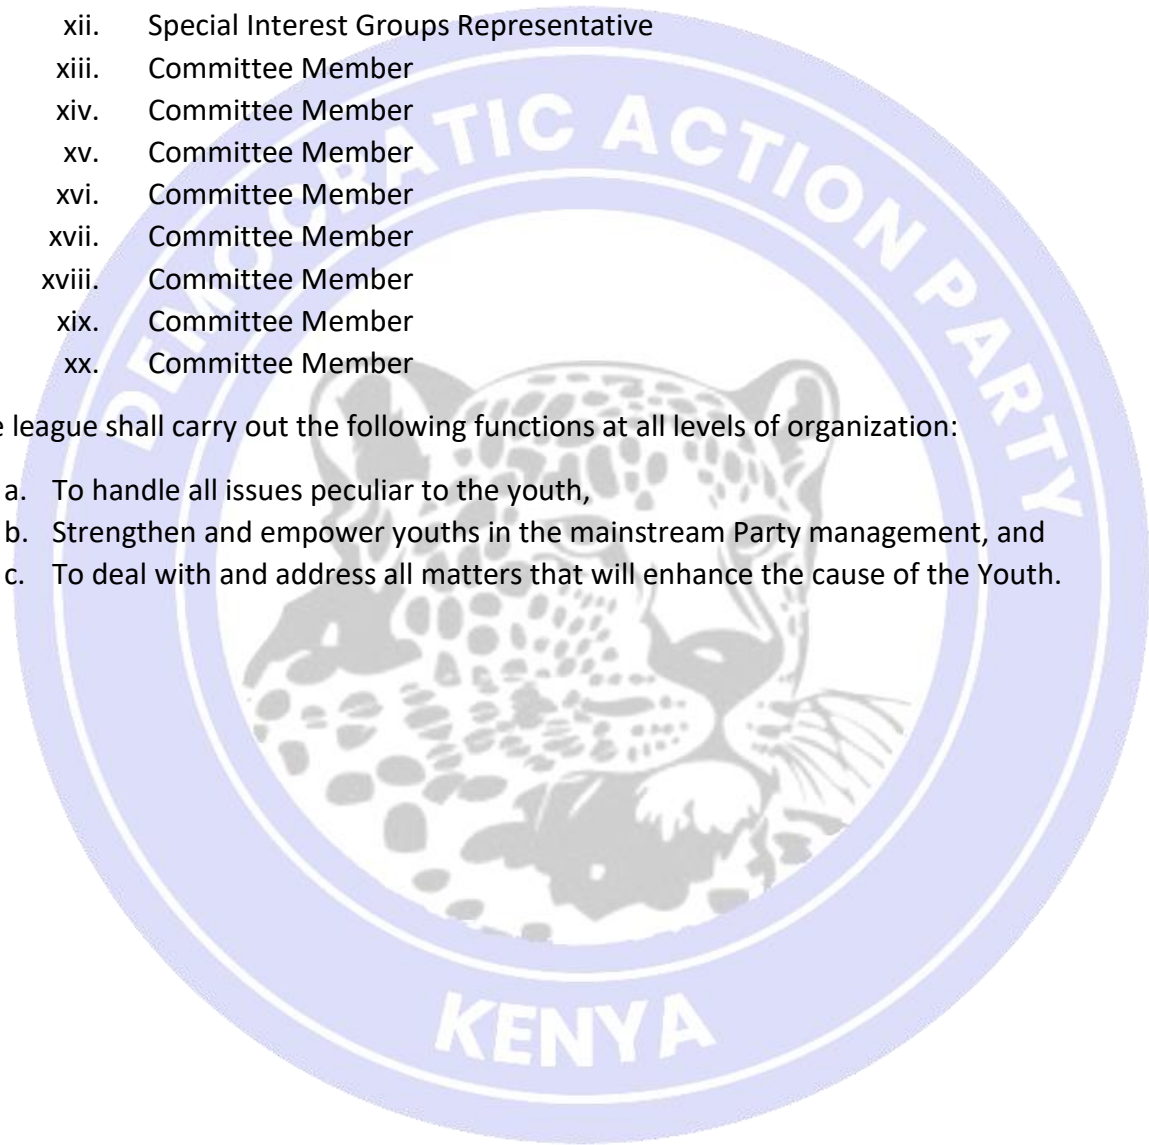 xii. Special Interest Groups Representative
xiii. Committee Member
xiv. Committee Member
xv. Committee Member
xvi. Committee Member
xvii. Committee Member
xviii. Committee Member
xix. Committee Member
xx. Committee Member
e league shall carry out the following functions at all levels of organization:
a. To handle all issues peculiar to the youth,
b. Strengthen and empower youths in the mainstream Party management, and
c. To deal with and address all matters that will enhance the cause of the Youth.
DEMOCRATIC ACTION PARTY
KENYA